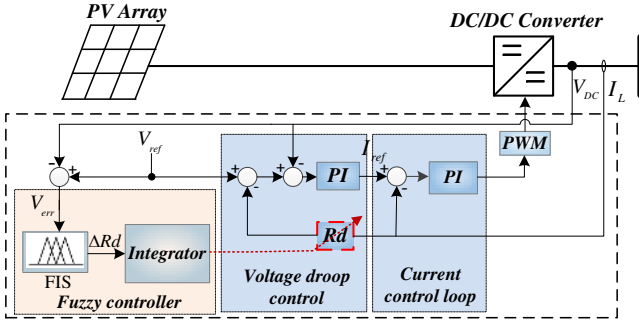 PV Array
DC/DC Converter
V_DC
I_L
V_ref
I_ref
PWM
- +
+ -
- +
+ -
PI
PI
V_err
Rd
ΔRd
Integrator
FIS
Fuzzy controller
Voltage droop
control
Current
control loop